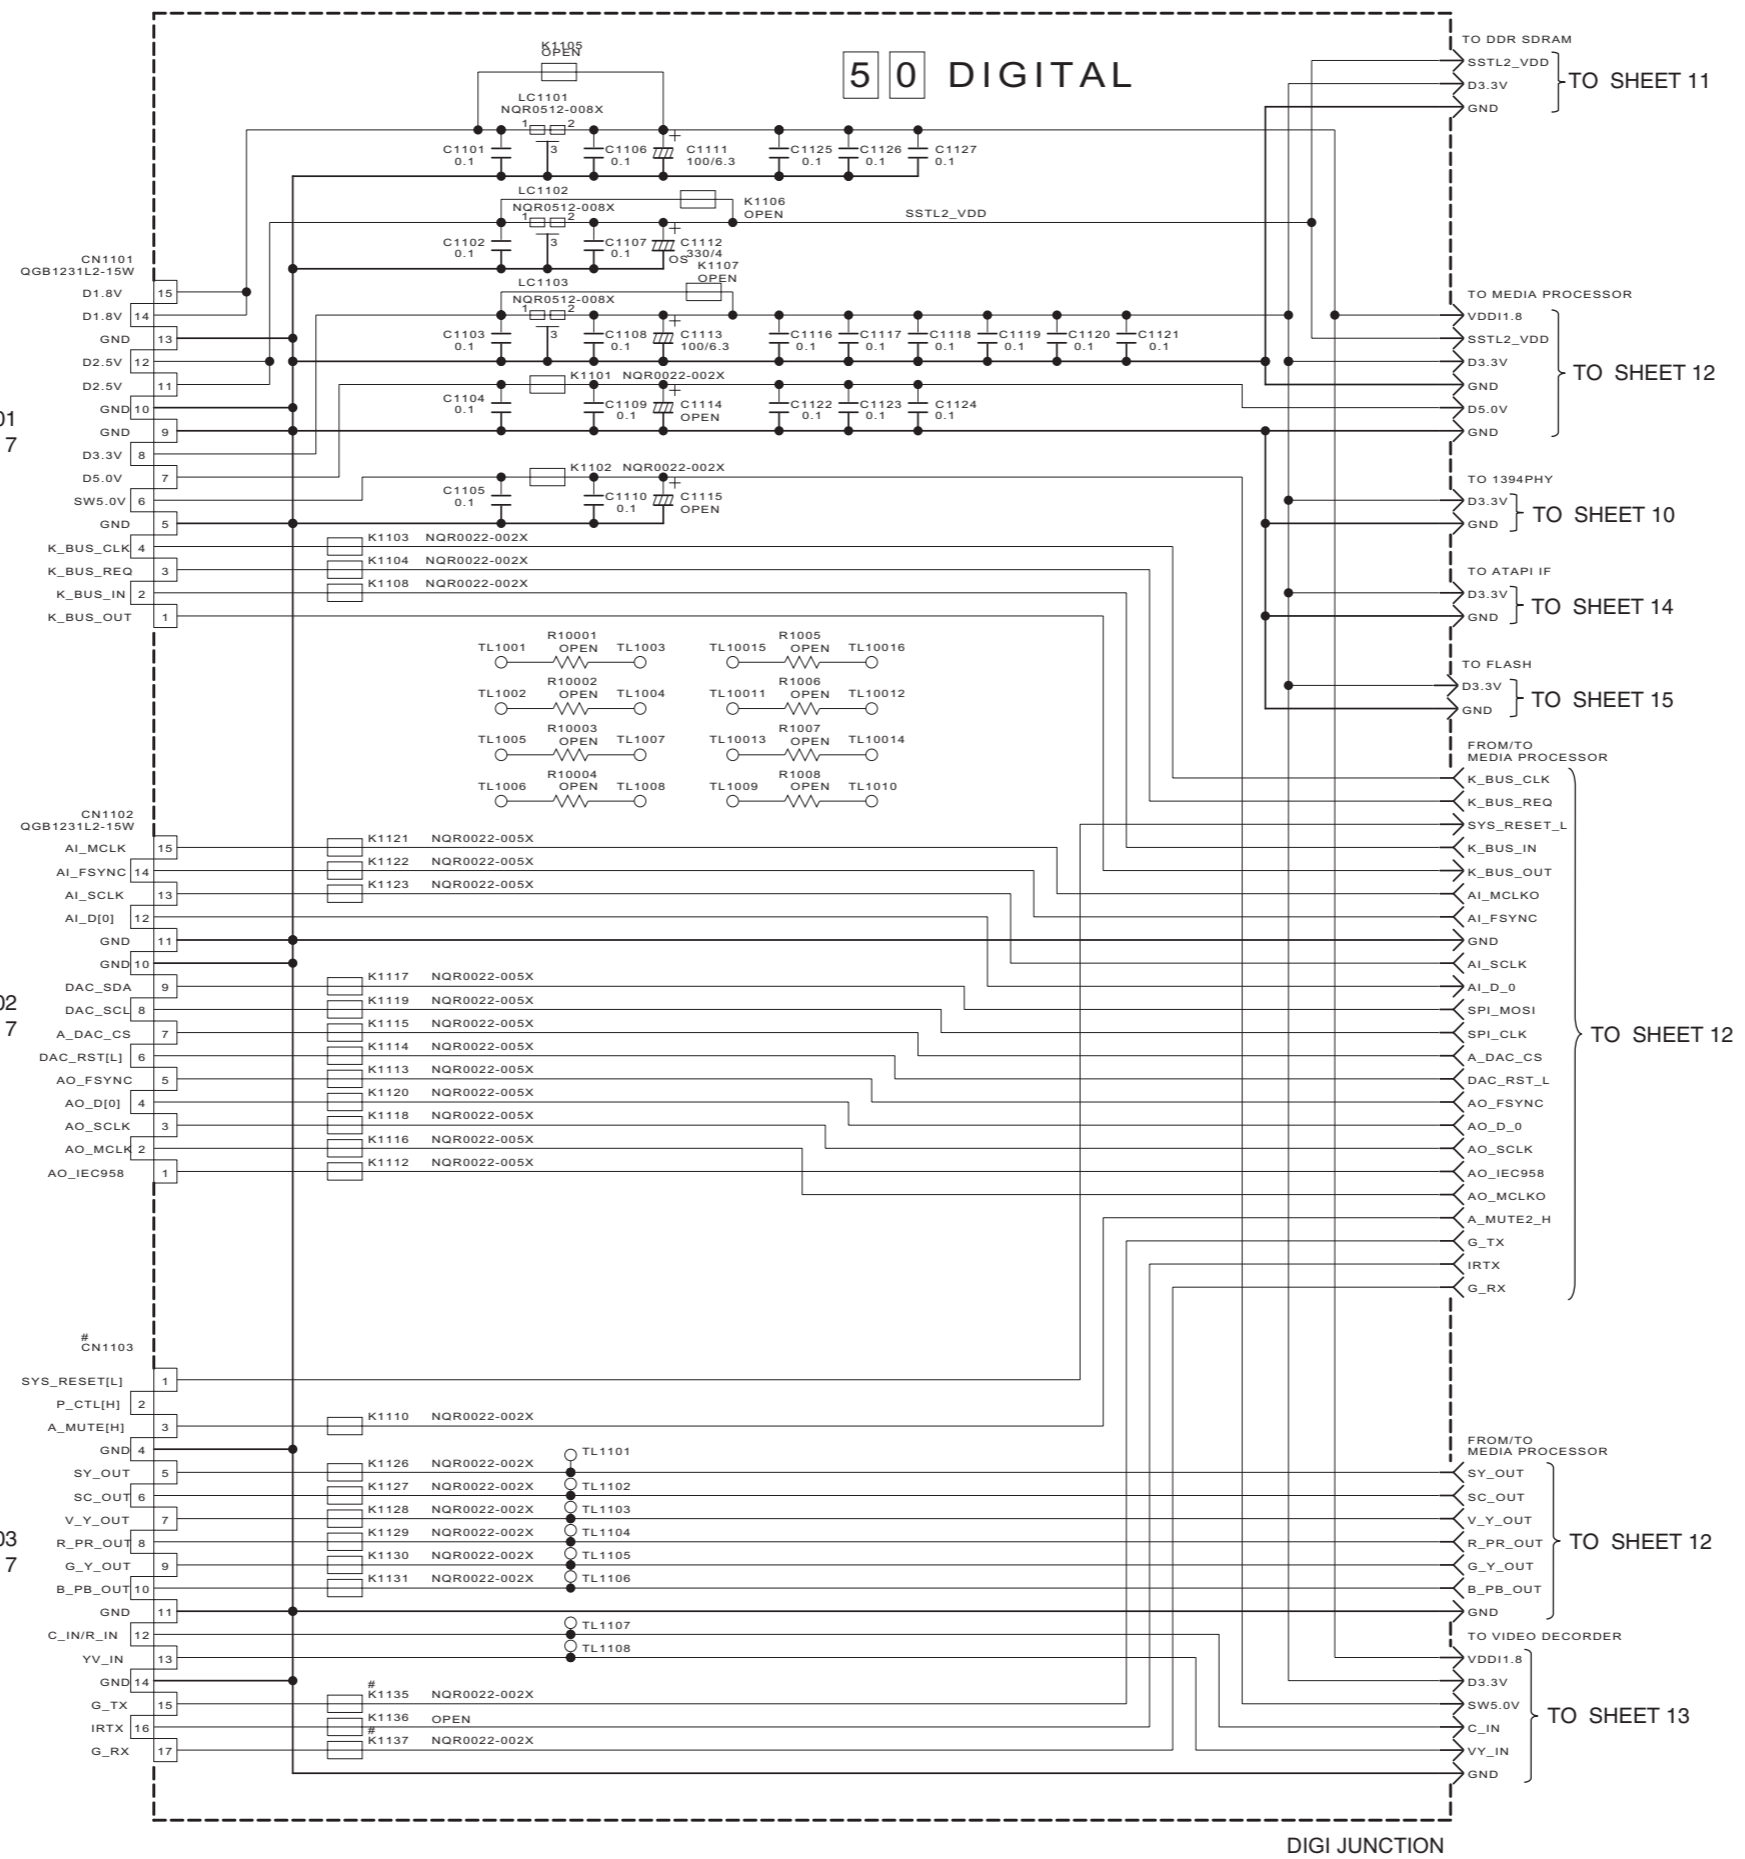 5 0 DIGITAL
K1105
OPEN
LC1101
NQR0512-008X
1 2
3
C1101
0.1
C1106
0.1
+
C1111
100/6.3
C1125
0.1
C1126
0.1
C1127
0.1
LC1102
NQR0512-008X
1 2
3
K1106
OPEN
SSTL2_VDD
C1102
0.1
C1107
0.1
+
C1112
330/4
OS
K1107
OPEN
LC1103
NQR0512-008X
1 2
3
C1103
0.1
C1108
0.1
+
C1113
100/6.3
C1116
0.1
C1117
0.1
C1118
0.1
C1119
0.1
C1120
0.1
C1121
0.1
K1101 NQR0022-002X
C1104
0.1
C1109
0.1
+
C1114
OPEN
C1122
0.1
C1123
0.1
C1124
0.1
K1102 NQR0022-002X
C1105
0.1
C1110
0.1
+
C1115
OPEN
CN1101
QGB1231L2-15W
D1.8V 15
D1.8V 14
GND 13
D2.5V 12
D2.5V 11
GND 10
GND 9
D3.3V 8
D5.0V 7
SW5.0V 6
GND 5
K_BUS_CLK 4
K_BUS_REQ 3
K_BUS_IN 2
K_BUS_OUT 1
01
7
K1103 NQR0022-002X
K1104 NQR0022-002X
K1108 NQR0022-002X
TL1001 R10001 OPEN TL1003
TL1002 R10002 OPEN TL1004
TL1005 R10003 OPEN TL1007
TL1006 R10004 OPEN TL1008
TL10015 R1005 OPEN TL10016
TL10011 R1006 OPEN TL10012
TL10013 R1007 OPEN TL10014
TL1009 R1008 OPEN TL1010
CN1102
QGB1231L2-15W
AI_MCLK 15
AI_FSYNC 14
AI_SCLK 13
AI_D[0] 12
GND 11
GND 10
DAC_SDA 9
DAC_SCL 8
A_DAC_CS 7
DAC_RST[L] 6
AO_FSYNC 5
AO_D[0] 4
AO_SCLK 3
AO_MCLK 2
AO_IEC958 1
02
7
K1121 NQR0022-005X
K1122 NQR0022-005X
K1123 NQR0022-005X
K1117 NQR0022-005X
K1119 NQR0022-005X
K1115 NQR0022-005X
K1114 NQR0022-005X
K1113 NQR0022-005X
K1120 NQR0022-005X
K1118 NQR0022-005X
K1116 NQR0022-005X
K1112 NQR0022-005X
#
CN1103
SYS_RESET[L] 1
P_CTL[H] 2
A_MUTE[H] 3
GND 4
SY_OUT 5
SC_OUT 6
V_Y_OUT 7
R_PR_OUT 8
G_Y_OUT 9
B_PB_OUT 10
GND 11
C_IN/R_IN 12
YV_IN 13
GND 14
G_TX 15
IRTX 16
G_RX 17
03
7
K1110 NQR0022-002X
K1126 NQR0022-002X TL1101
K1127 NQR0022-002X TL1102
K1128 NQR0022-002X TL1103
K1129 NQR0022-002X TL1104
K1130 NQR0022-002X TL1105
K1131 NQR0022-002X TL1106
TL1107
TL1108
#
K1135 NQR0022-002X
K1136 OPEN
#
K1137 NQR0022-002X
TO DDR SDRAM
SSTL2_VDD
D3.3V
GND
TO SHEET 11
TO MEDIA PROCESSOR
VDDI1.8
SSTL2_VDD
D3.3V
GND
D5.0V
GND
TO SHEET 12
TO 1394PHY
D3.3V
GND
TO SHEET 10
TO ATAPI IF
D3.3V
GND
TO SHEET 14
TO FLASH
D3.3V
GND
TO SHEET 15
FROM/TO
MEDIA PROCESSOR
K_BUS_CLK
K_BUS_REQ
SYS_RESET_L
K_BUS_IN
K_BUS_OUT
AI_MCLKO
AI_FSYNC
GND
AI_SCLK
AI_D_0
SPI_MOSI
SPI_CLK
A_DAC_CS
DAC_RST_L
AO_FSYNC
AO_D_0
AO_SCLK
AO_IEC958
AO_MCLKO
A_MUTE2_H
G_TX
IRTX
G_RX
TO SHEET 12
FROM/TO
MEDIA PROCESSOR
SY_OUT
SC_OUT
V_Y_OUT
R_PR_OUT
G_Y_OUT
B_PB_OUT
GND
TO SHEET 12
TO VIDEO DECORDER
VDDI1.8
D3.3V
SW5.0V
C_IN
VY_IN
GND
TO SHEET 13
DIGI JUNCTION